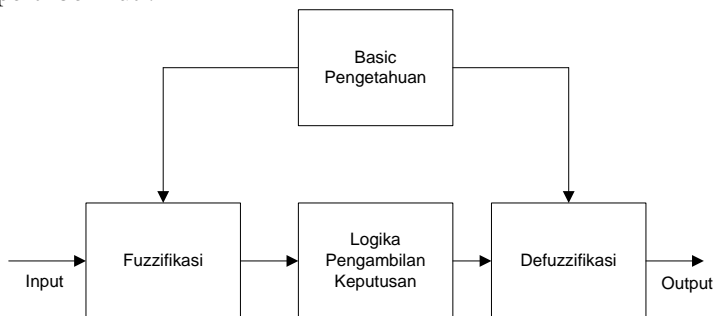 Basic
Pengetahuan
Fuzzifikasi
Logika
Pengambilan
Keputusan
Defuzzifikasi
Input
Output